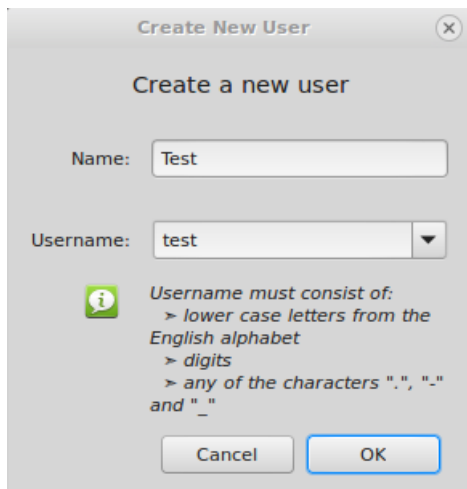 Create New User
Create a new user
Name: Test
Username: test
Username must consist of:
➣ lower case letters from the
English alphabet
➣ digits
➣ any of the characters ".", "-"
and "_"
Cancel OK